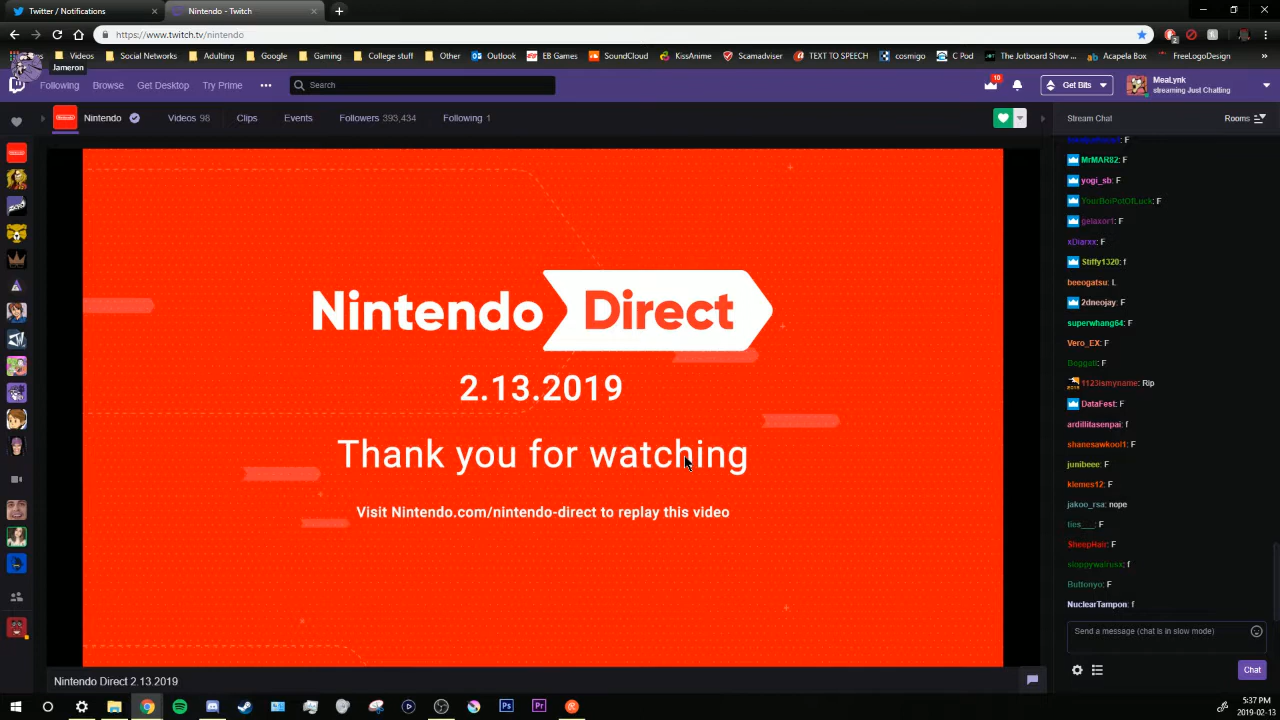 Twitter / Notifications
Nintendo - Twitch
https://www.twitch.tv/nintendo
Videos
Social Networks
Adulting
Google
Gaming
College stuff
Other
Outlook
EB Games
SoundCloud
KissAnime
Scamadviser
TEXT TO SPEECH
cosmigo
C Pod
The Jotboard Show...
Acapela Box
FreeLogoDesign
Jameron
Following
Browse
Get Desktop
Try Prime
Search
10
Get Bits
MeaLynk
streaming Just Chatting
Nintendo
Videos 98
Clips
Events
Followers 393,434
Following 1
Stream Chat
Rooms
Nintendo Direct
2.13.2019
Thank you for watching
Visit Nintendo.com/nintendo-direct to replay this video
MrMAR82: F
yogi_sb: F
YourBoiPotOfLuck: F
gelaxor1: F
xDiarxx: F
Stiffy1320: f
beeogatsu: L
2dneojay: F
superwhang64: F
Vero_EX: F
Boggati: F
1123ismyname: Rip
DataFest: F
ardillitasenpai: f
shanesawkool1: F
junibeee: F
klemes12: F
jakoo_rsa: nope
ties___: F
SheepHair: F
sloppywalrusx: f
Buttonyo: F
NuclearTampon: f
Send a message (chat is in slow mode)
Chat
Nintendo Direct 2.13.2019
5:37 PM
2019-02-13